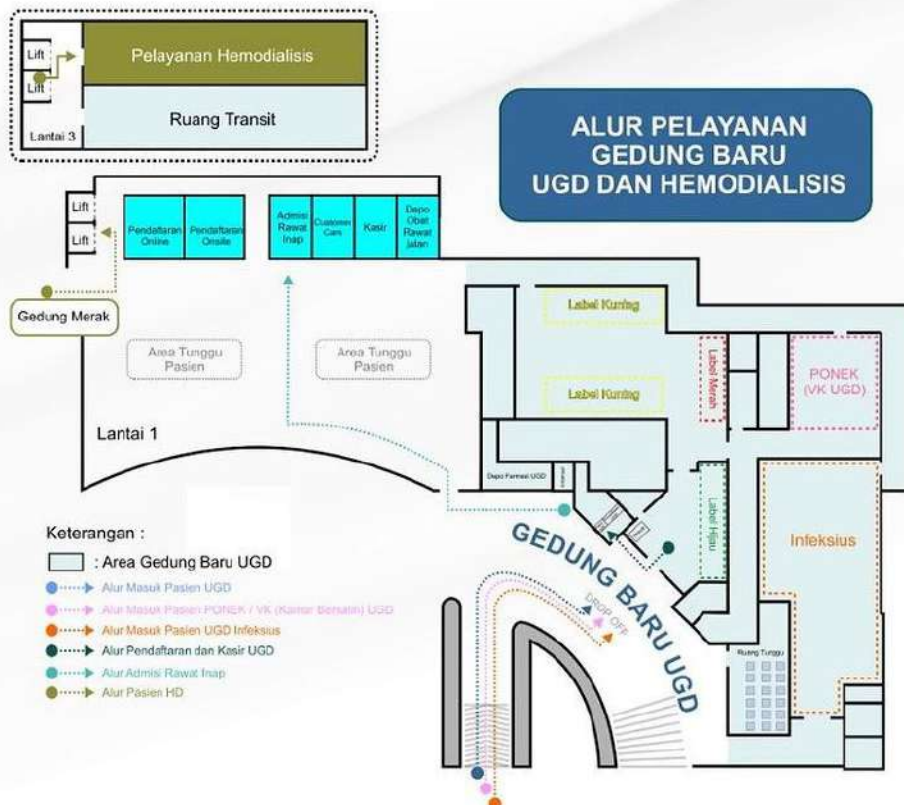 Lift
Pelayanan Hemodialisis
Lift
Ruang Transit
Lantai 3
ALUR PELAYANAN
GEDUNG BARU
UGD DAN HEMODIALISIS
Lift
Lift
Pendaftaran
Online
Pendaftaran
Onsite
Admisi
Rawat
Inap
Customer
Care
Kasir
Depo
Obat
Rawat
Jalan
Gedung Merak
Area Tunggu
Pasien
Area Tunggu
Pasien
Lantai 1
Label Kuning
Label Kuning
Label Merah
PONEK
(VK UGD)
Depo Farmasi UGD
Label Hijau
Infeksius
GEDUNG BARU UGD
DROP OFF
Ruang Tunggu
Keterangan :
: Area Gedung Baru UGD
Alur Masuk Pasien UGD
Alur Masuk Pasien PONEK / VK (Kamar Bersalin) UGD
Alur Masuk Pasien UGD Infeksius
Alur Pendaftaran dan Kasir UGD
Alur Admisi Rawat Inap
Alur Pasien HD